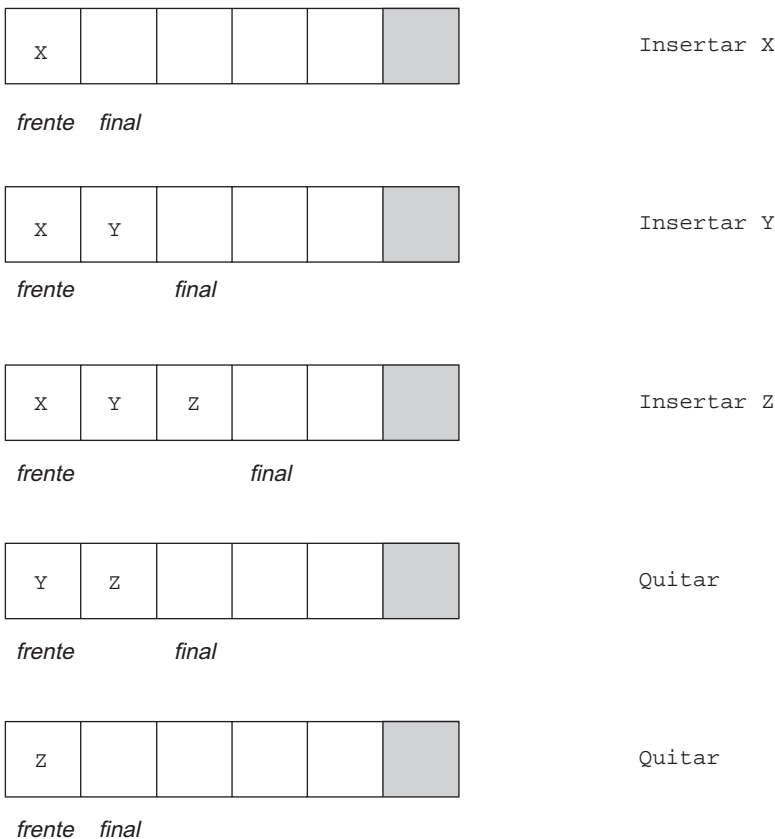 X
Insertar X
frente final
X Y
Insertar Y
frente final
X Y Z
Insertar Z
frente final
Y Z
Quitar
frente final
Z
Quitar
frente final